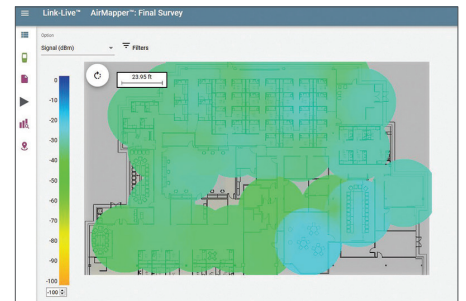 Link-Live™ AirMapper™: Final Survey
Option
Signal (dBm)
Filters
23.95 ft
0
-10
-20
-30
-40
-50
-60
-70
-80
-90
-100
-100